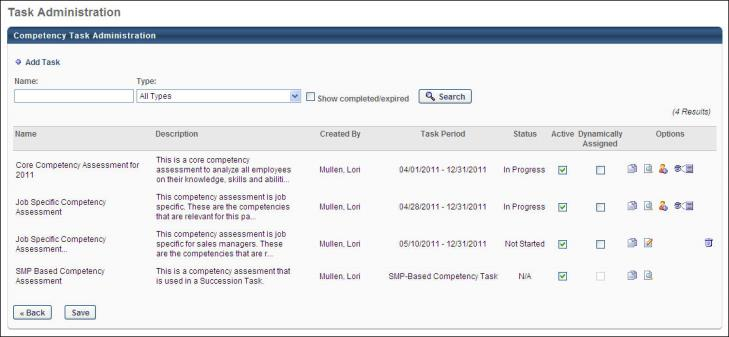 Task Administration
Competency Task Administration
Add Task
Name:
Type:
All Types
Show completed/expired
Search
(4 Results)
Name Description Created By Task Period Status Active Dynamically Assigned Options
Core Competency Assessment for 2011
This is a core competency assessment to analyze all employees on their knowledge, skills and abiliti...
Mullen, Lori
04/01/2011 - 12/31/2011
In Progress
Job Specific Competency Assessment
This competency assessment is job specific. These are the competencies that are relevant for this pa...
Mullen, Lori
04/28/2011 - 12/31/2011
In Progress
Job Specific Competency Assessment...
This competency assessment is job specific for sales managers. These are the competencies that are r...
Mullen, Lori
05/10/2011 - 12/31/2011
Not Started
SMP Based Competency Assessment
This is a competency assesment that is used in a Succession Task.
Mullen, Lori
SMP-Based Competency Task
N/A
« Back
Save